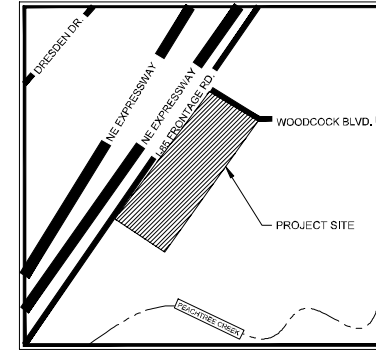 DRESDEN DR.
NE EXPRESSWAY
NE EXPRESSWAY
I-85 FRONTAGE RD.
WOODCOCK BLVD.
PROJECT SITE
PEACHTREE CREEK